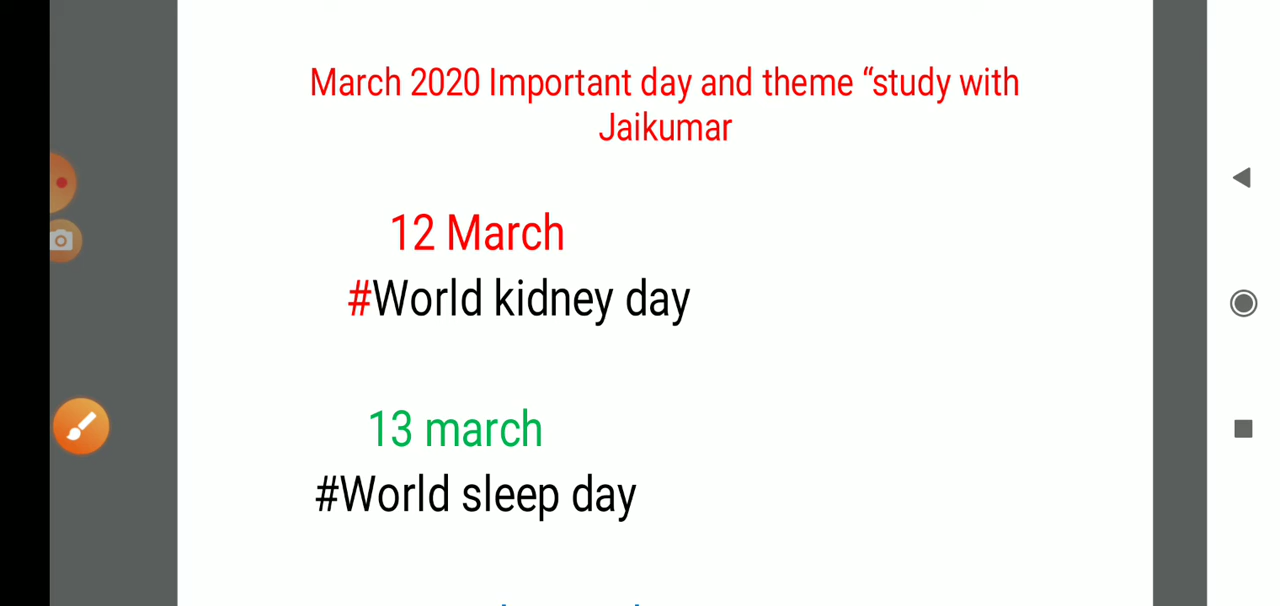 March 2020 Important day and theme “study with
Jaikumar
12 March
#World kidney day
13 march
#World sleep day